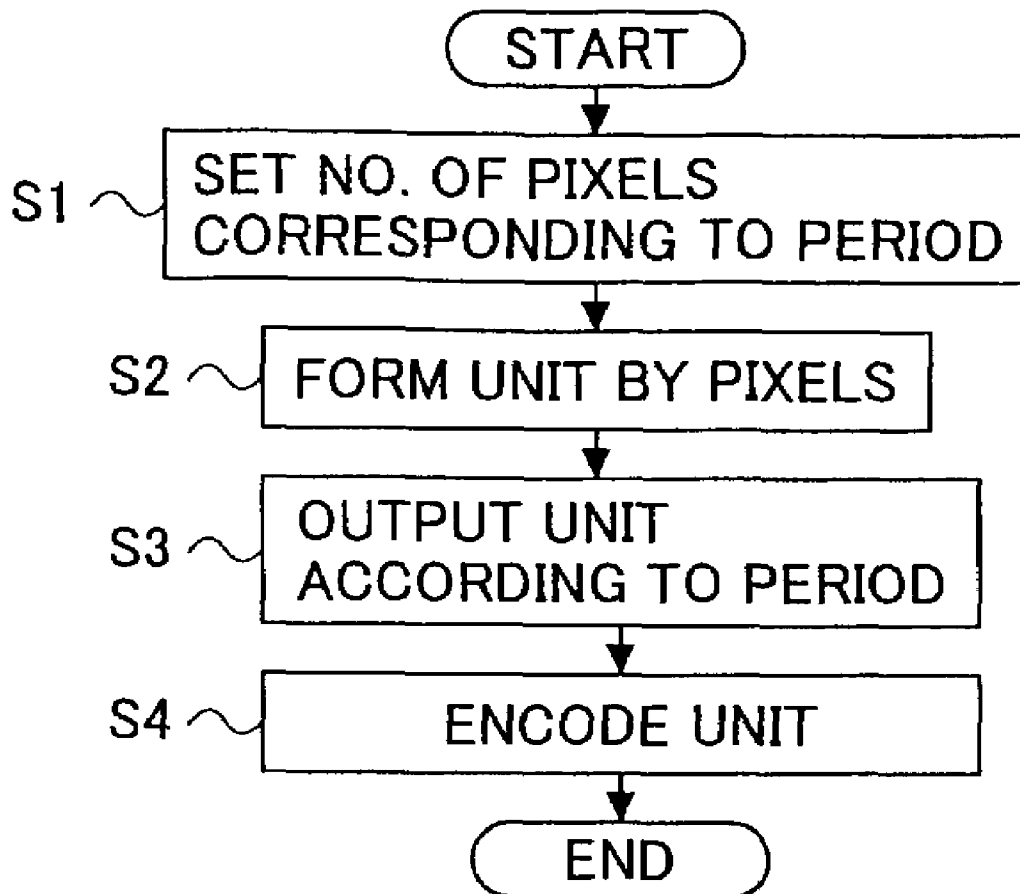 START
S1
SET NO. OF PIXELS
CORRESPONDING TO PERIOD
S2
FORM UNIT BY PIXELS
S3
OUTPUT UNIT
ACCORDING TO PERIOD
S4
ENCODE UNIT
END